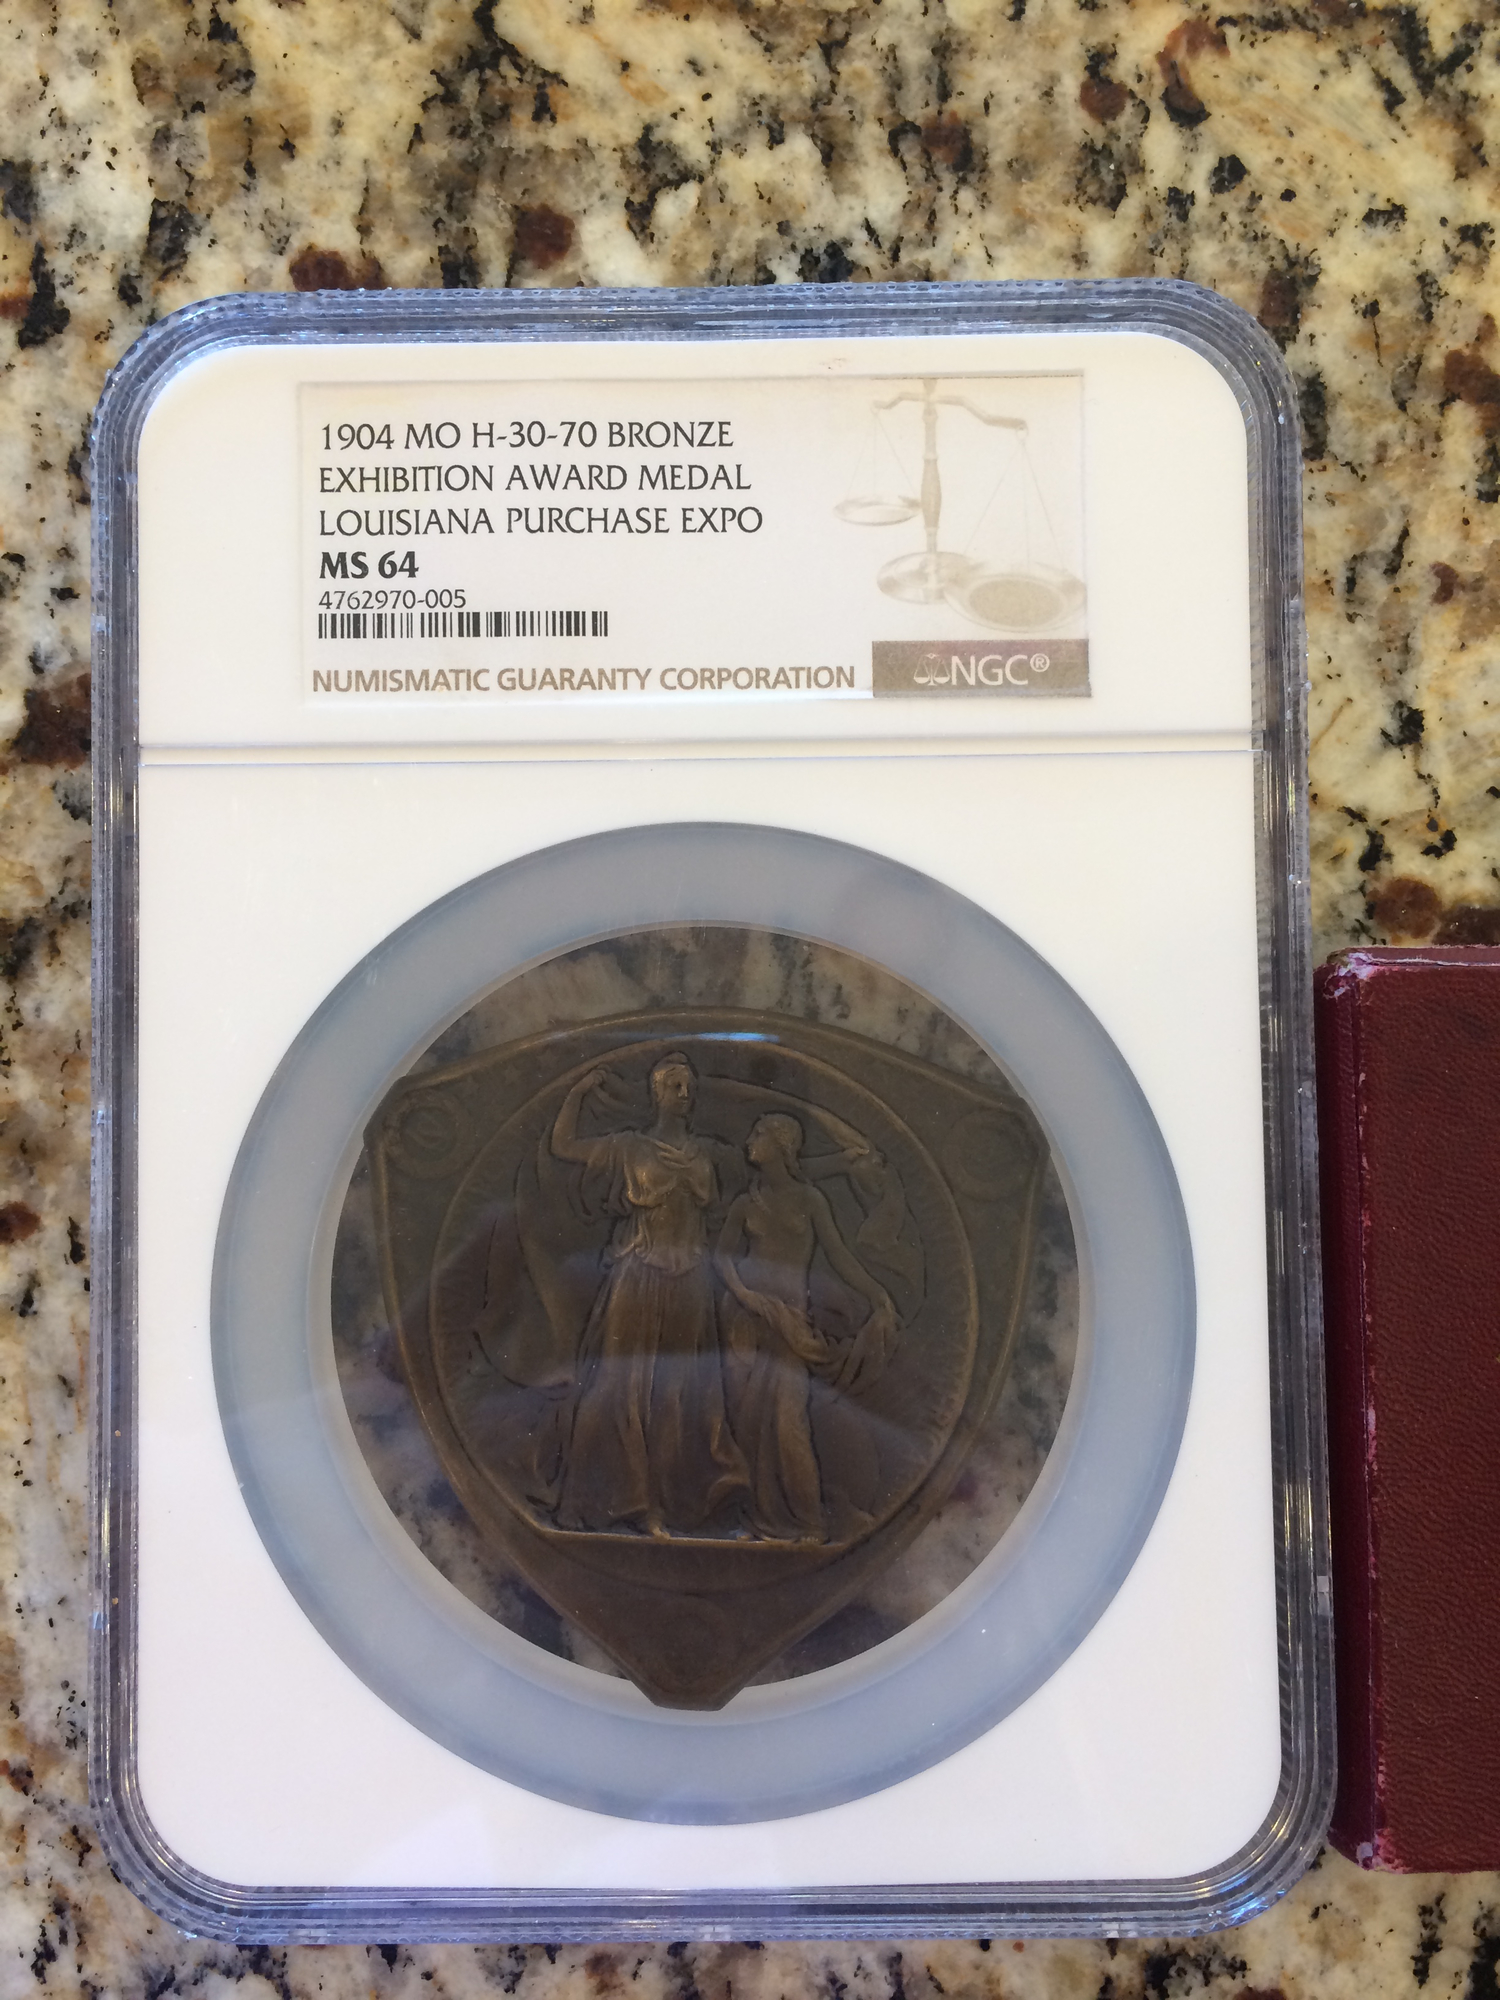 1904 MO H-30-70 BRONZE
EXHIBITION AWARD MEDAL
LOUISIANA PURCHASE EXPO
MS 64
4762970-005
NUMISMATIC GUARANTY CORPORATION
NGC®